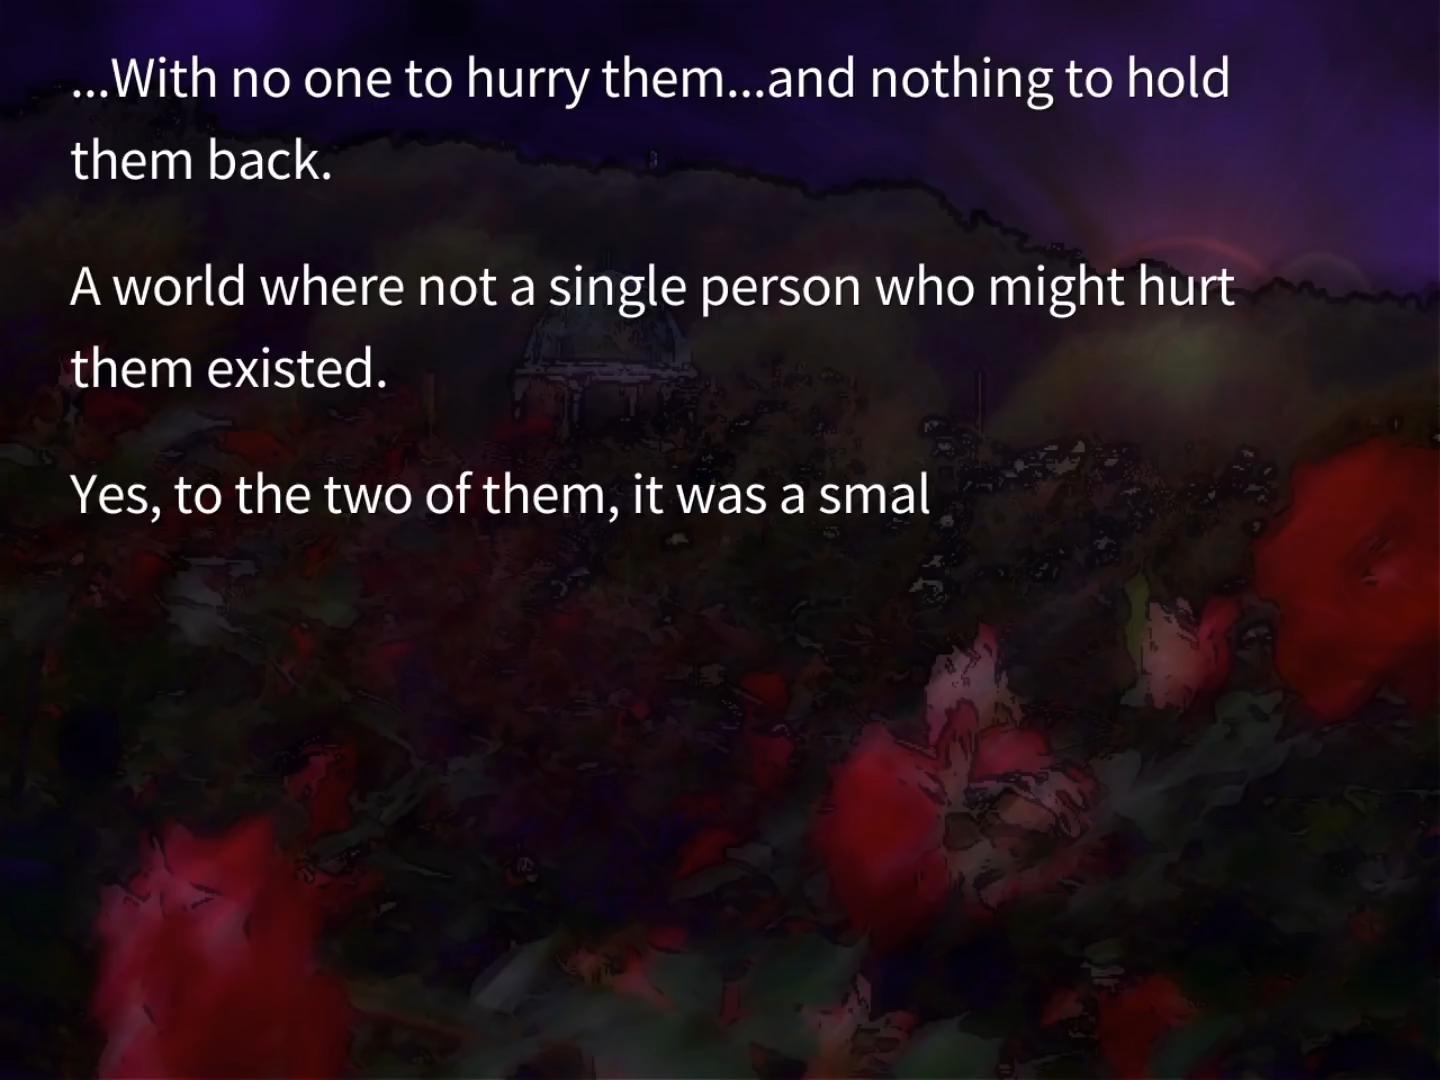 ...With no one to hurry them...and nothing to hold
them back.
A world where not a single person who might hurt
them existed.
Yes, to the two of them, it was a smal